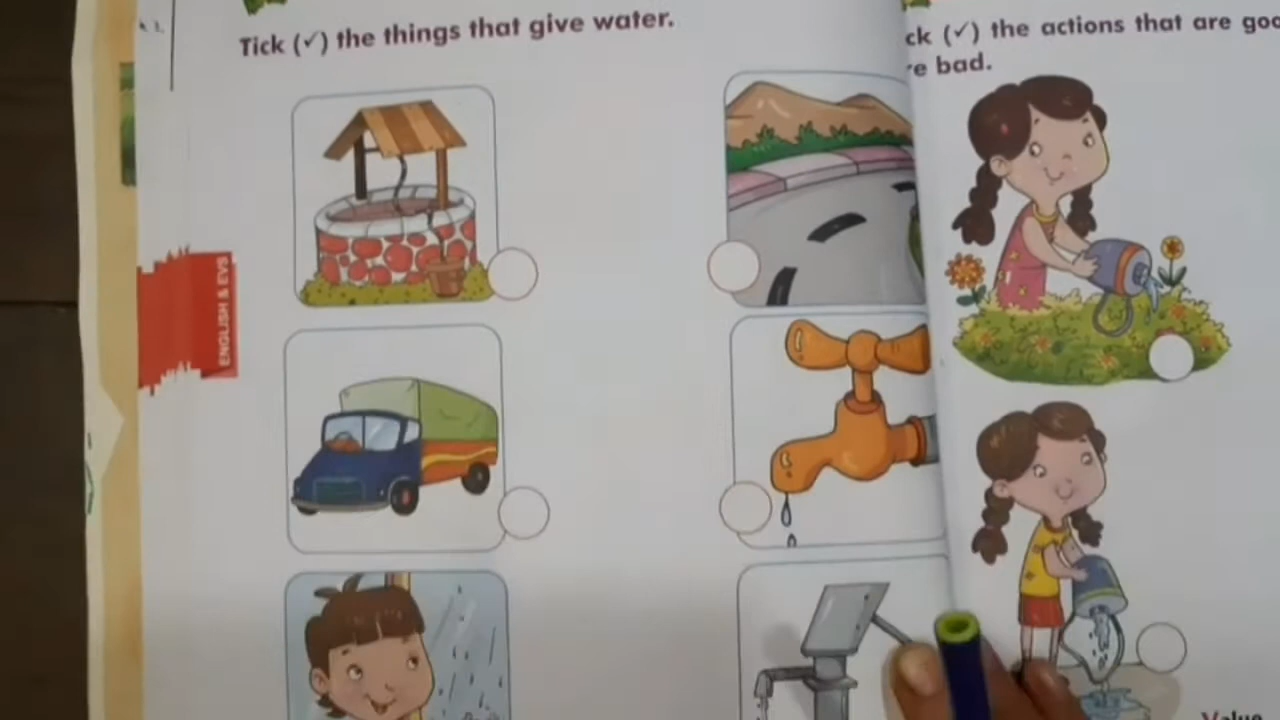 Tick (✓) the things that give water.
ENGLISH & EVS
ck (✓) the actions that are goo
re bad.
Value